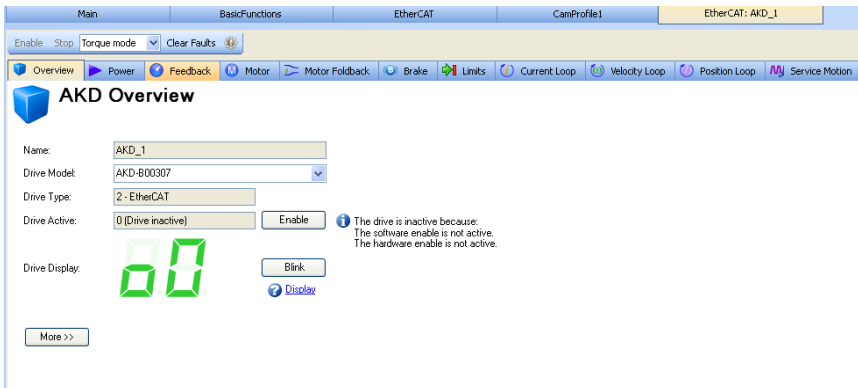 Main BasicFunctions EtherCAT CamProfile1 EtherCAT: AKD_1
Enable Stop Torque mode Clear Faults
Overview Power Feedback Motor Motor Foldback Brake Limits Current Loop Velocity Loop Position Loop Service Motion
AKD Overview
Name: AKD_1
Drive Model: AKD-B00307
Drive Type: 2 - EtherCAT
Drive Active: 0 (Drive inactive) Enable The drive is inactive because:
The software enable is not active.
The hardware enable is not active.
Drive Display: o0 Blink
Display
More >>